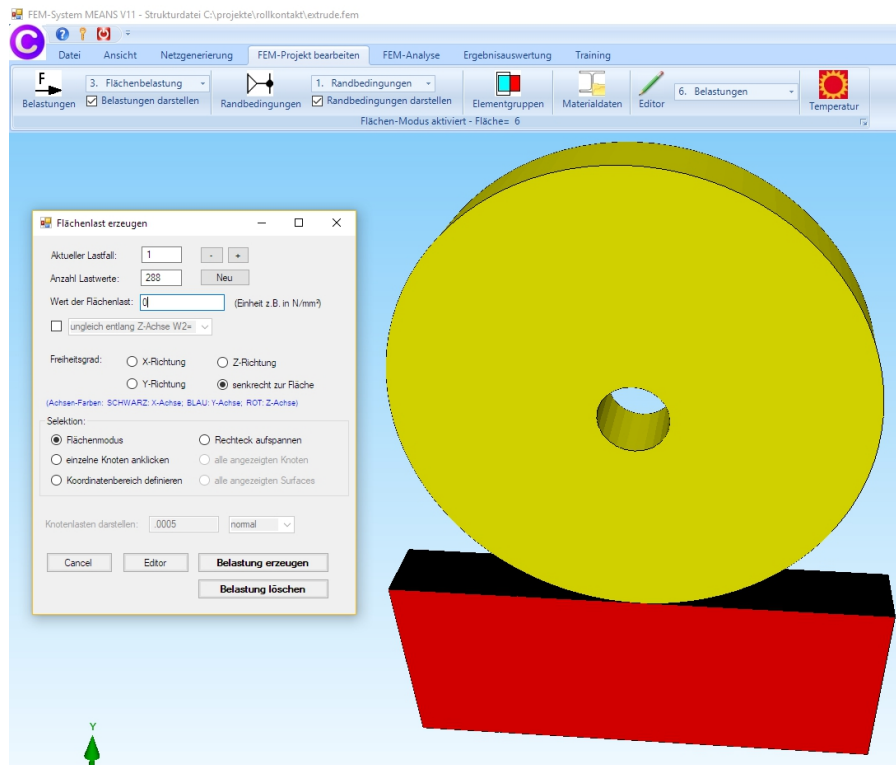 FEM-System MEANS V11 - Strukturdatei C:\projekte\rollkontakt\extrude.fem
Datei Ansicht Netzgenerierung FEM-Projekt bearbeiten FEM-Analyse Ergebnisauswertung Training
F 3. Flächenbelastung 1. Randbedingungen
Belastungen darstellen Randbedingungen darstellen 6. Belastungen
Belastungen Randbedingungen Elementgruppen Materialdaten Editor Temperatur
Flächen-Modus aktiviert - Fläche= 6
Flächenlast erzeugen
Aktueller Lastfall: 1 - +
Anzahl Lastwerte: 288 Neu
Wert der Flächenlast: 0 (Einheit z.B. in N/mm²)
ungleich entlang Z-Achse W2=
Freiheitsgrad: X-Richtung Z-Richtung
Y-Richtung senkrecht zur Fläche
(Achsen-Farben: SCHWARZ: X-Achse; BLAU: Y-Achse; ROT: Z-Achse)
Selektion:
Flächenmodus Rechteck aufspannen
einzelne Knoten anklicken alle angezeigten Knoten
Koordinatenbereich definieren alle angezeigten Surfaces
Knotenlasten darstellen: .0005 normal
Cancel Editor Belastung erzeugen
Belastung löschen
Y